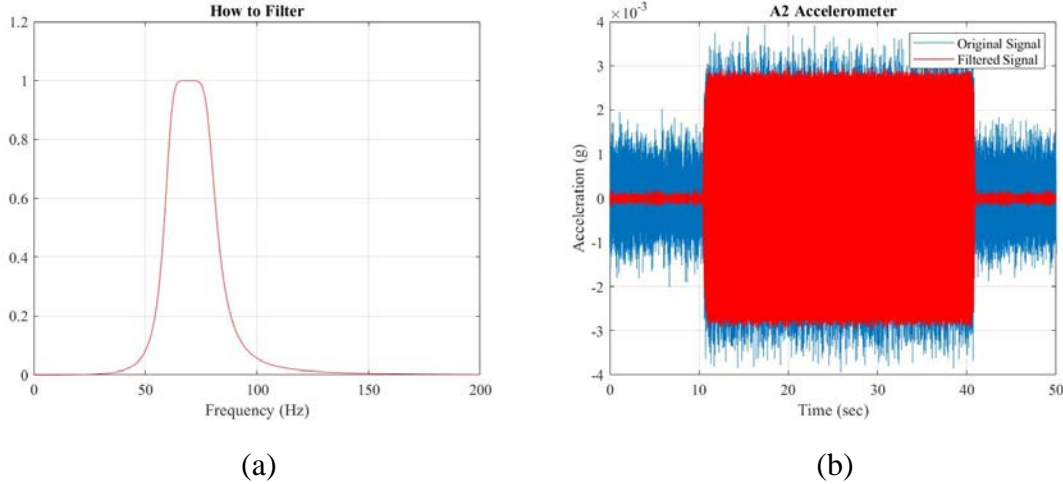 How to Filter
1.2
1
0.8
0.6
0.4
0.2
0
0 50 100 150 200
Frequency (Hz)
(a)
A2 Accelerometer
×10-3
4
3
2
1
0
-1
-2
-3
-4
Acceleration (g)
Original Signal
Filtered Signal
0 10 20 30 40 50
Time (sec)
(b)